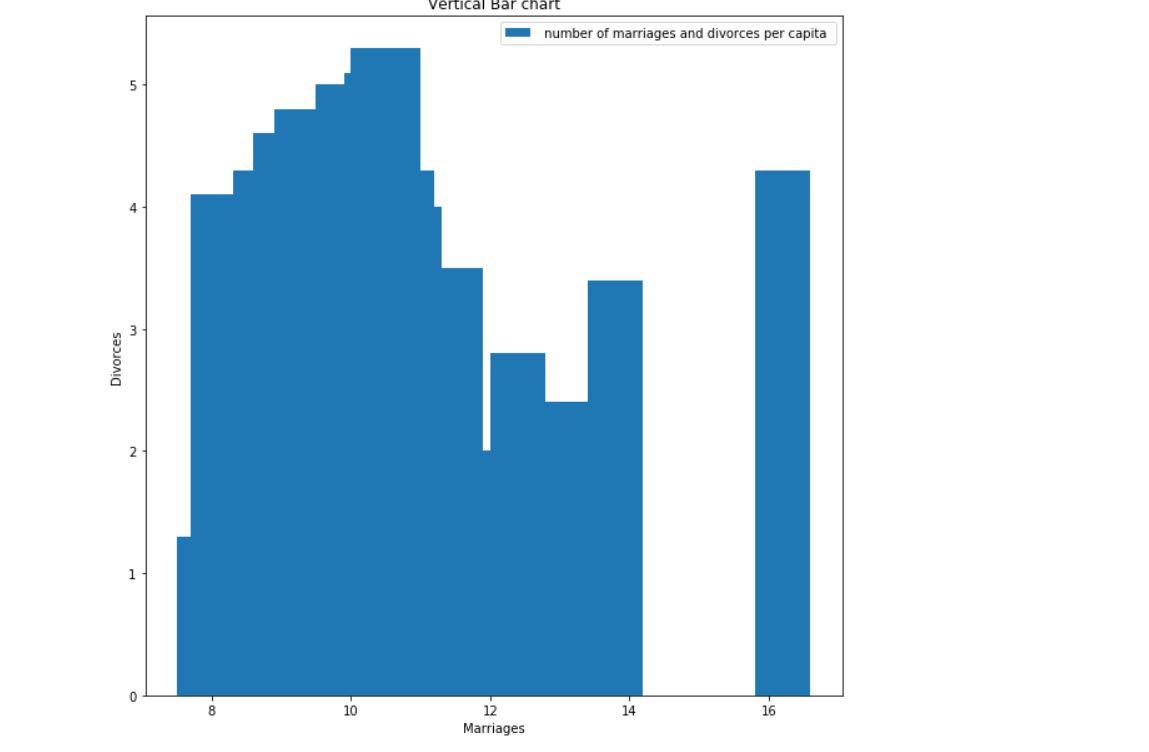 Vertical Bar chart
number of marriages and divorces per capita
5
4
3
2
1
0
Divorces
8 10 12 14 16
Marriages